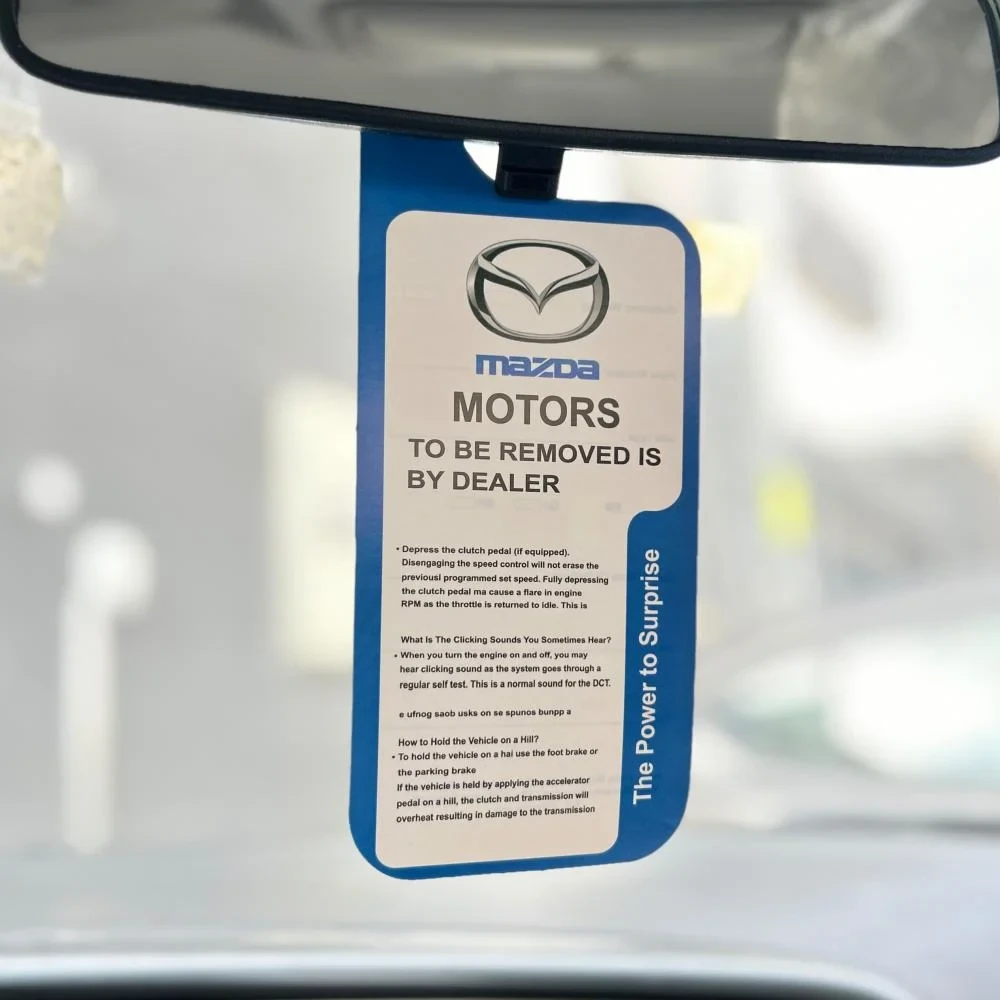 mazda
MOTORS
TO BE REMOVED IS
BY DEALER
• Depress the clutch pedal (if equipped).
Disengaging the speed control will not erase the
previousl programmed set speed. Fully depressing
the clutch pedal ma cause a flare in engine
RPM as the throttle is returned to idle. This is
What Is The Clicking Sounds You Sometimes Hear?
• When you turn the engine on and off, you may
hear clicking sound as the system goes through a
regular self test. This is a normal sound for the DCT.
e ufnog saob usks on se spunos bunpp a
How to Hold the Vehicle on a Hill?
• To hold the vehicle on a hai use the foot brake or
the parking brake
If the vehicle is held by applying the accelerator
pedal on a hill, the clutch and transmission will
overheat resulting in damage to the transmission
The Power to Surprise